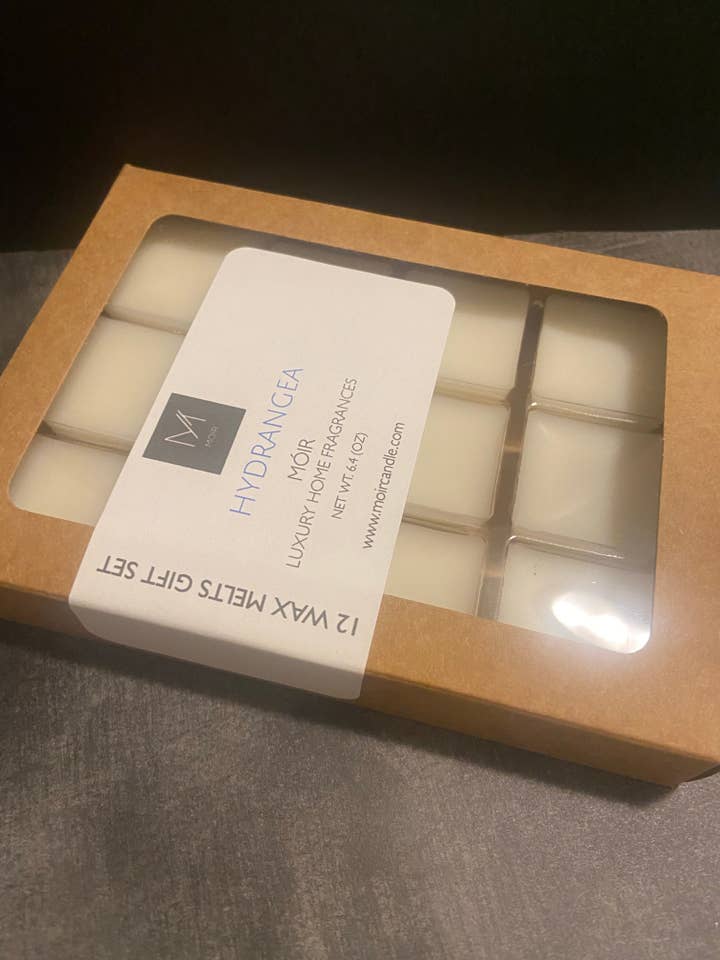 MÓIR
HYDRANGEA
MÓIR
LUXURY HOME FRAGRANCES
NET WT. 6.4 (OZ)
www.moircandle.com
12 WAX MELTS GIFT SET